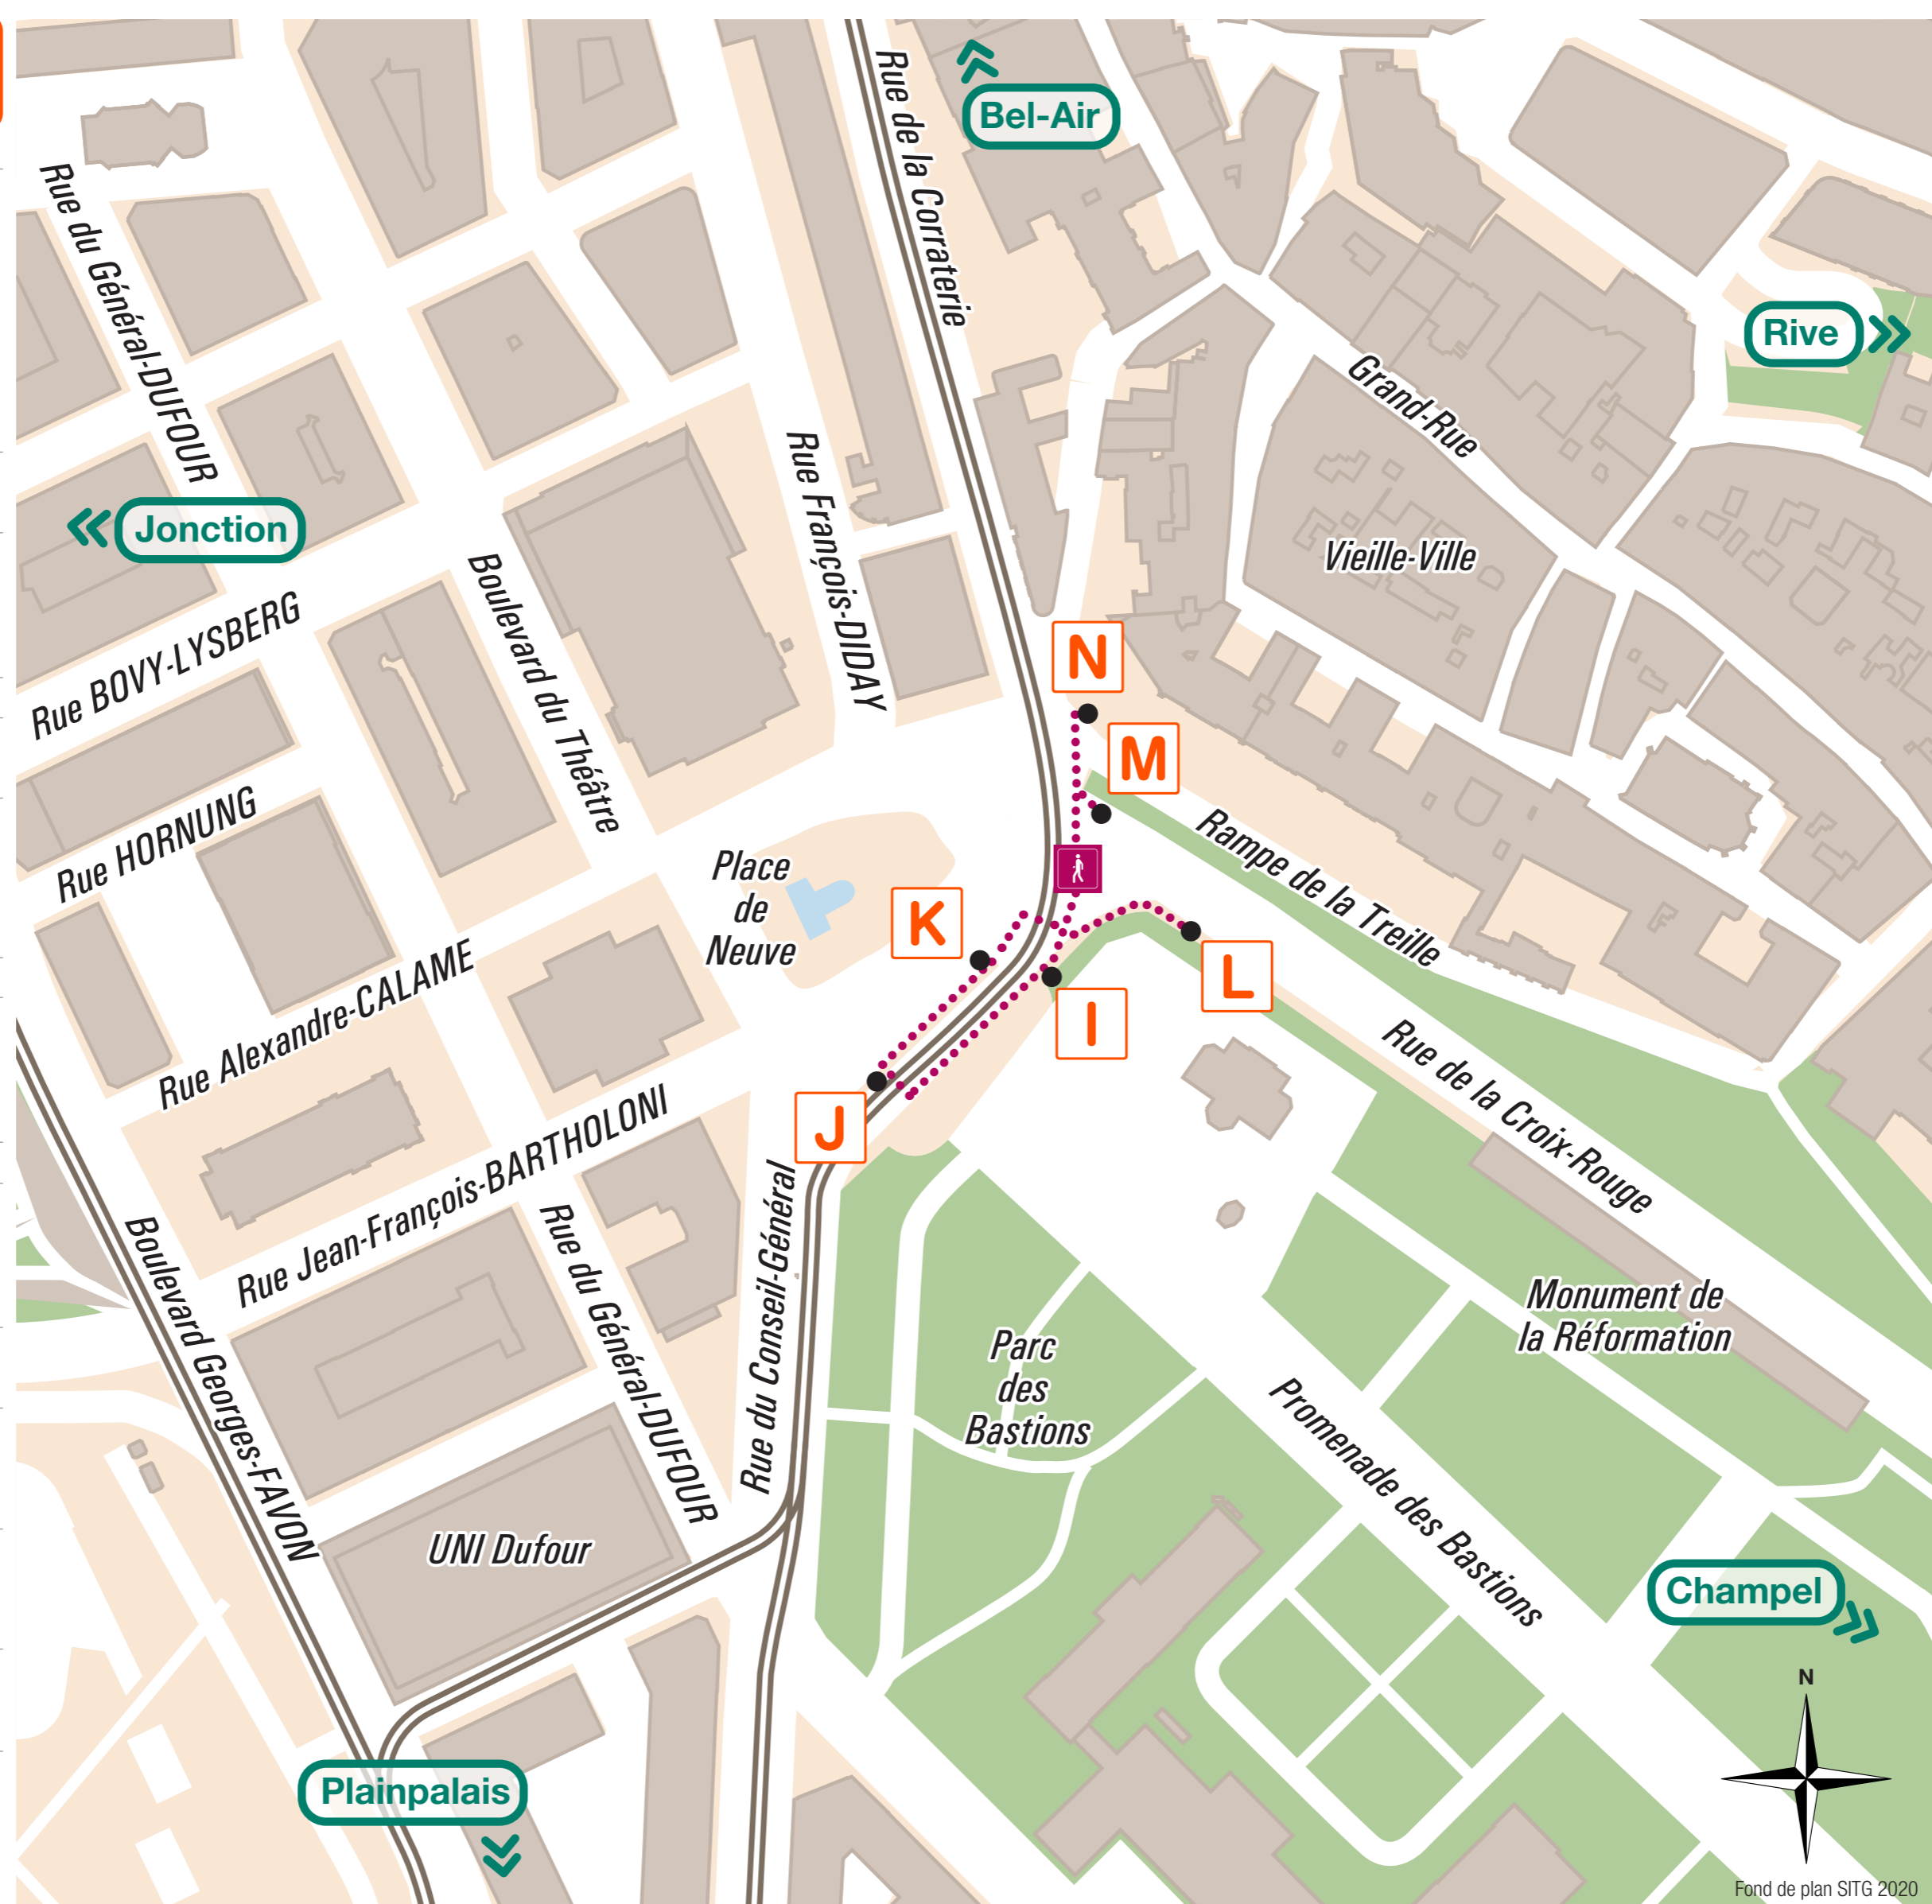 Rue de la Corraterie
Bel-Air
Rue du Général-DUFOUR
Rive
Grand-Rue
Jonction
Rue François-DIDAY
Vieille-Ville
Rue BOVY-LYSBERG
Boulevard du Théâtre
N
M
Rue HORNUNG
Place
de
Neuve
Rampe de la Treille
K
L
I
Rue Alexandre-CALAME
Rue de la Croix-Rouge
J
Rue Jean-François-BARTHOLONI
Boulevard Georges-FAVON
Rue du Général-DUFOUR
Rue du Conseil-Général
Monument de
la Réformation
Parc
des
Bastions
Promenade des Bastions
UNI Dufour
Champel
N
Plainpalais
Fond de plan SITG 2020